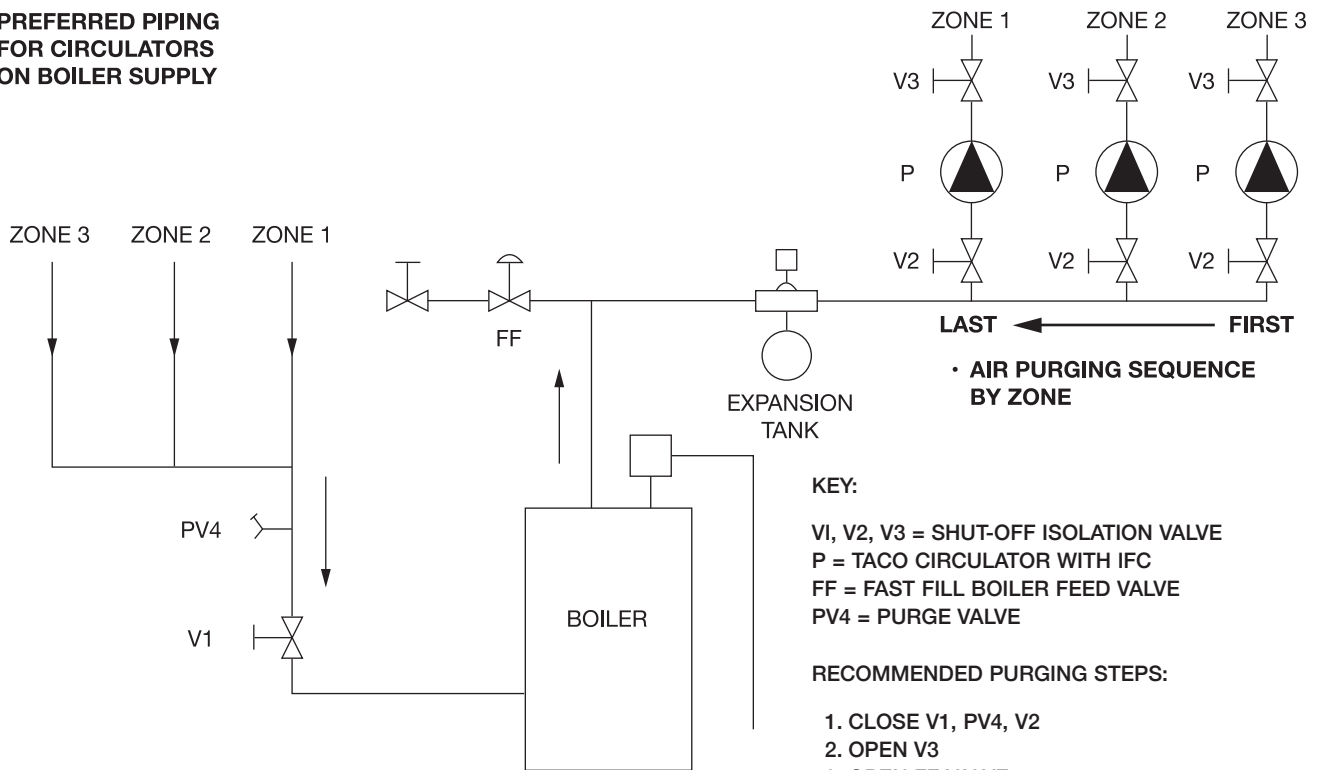 PREFERRED PIPING
FOR CIRCULATORS
ON BOILER SUPPLY
ZONE 1 ZONE 2 ZONE 3
V3 V3 V3
P P P
V2 V2 V2
ZONE 3 ZONE 2 ZONE 1
FF
LAST FIRST
• AIR PURGING SEQUENCE
BY ZONE
EXPANSION
TANK
PV4
V1
BOILER
KEY:
VI, V2, V3 = SHUT-OFF ISOLATION VALVE
P = TACO CIRCULATOR WITH IFC
FF = FAST FILL BOILER FEED VALVE
PV4 = PURGE VALVE
RECOMMENDED PURGING STEPS:
1. CLOSE V1, PV4, V2
2. OPEN V3